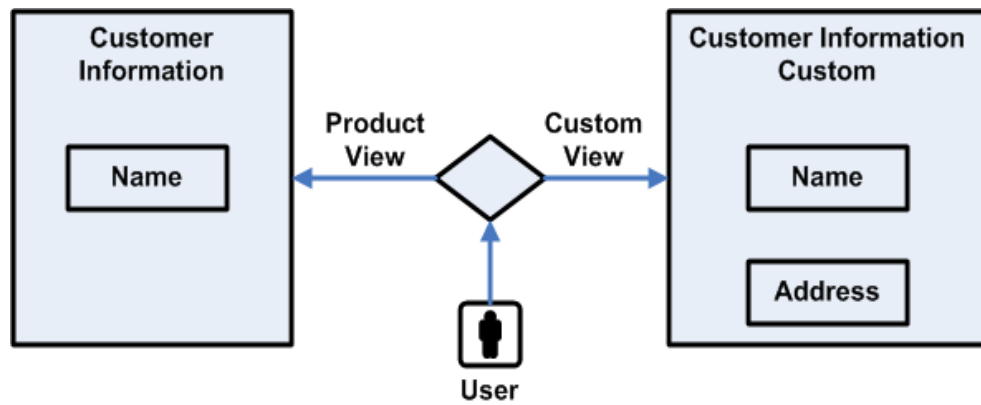 Customer
Information
Name
Product
View
Custom
View
Customer Information
Custom
Name
Address
User